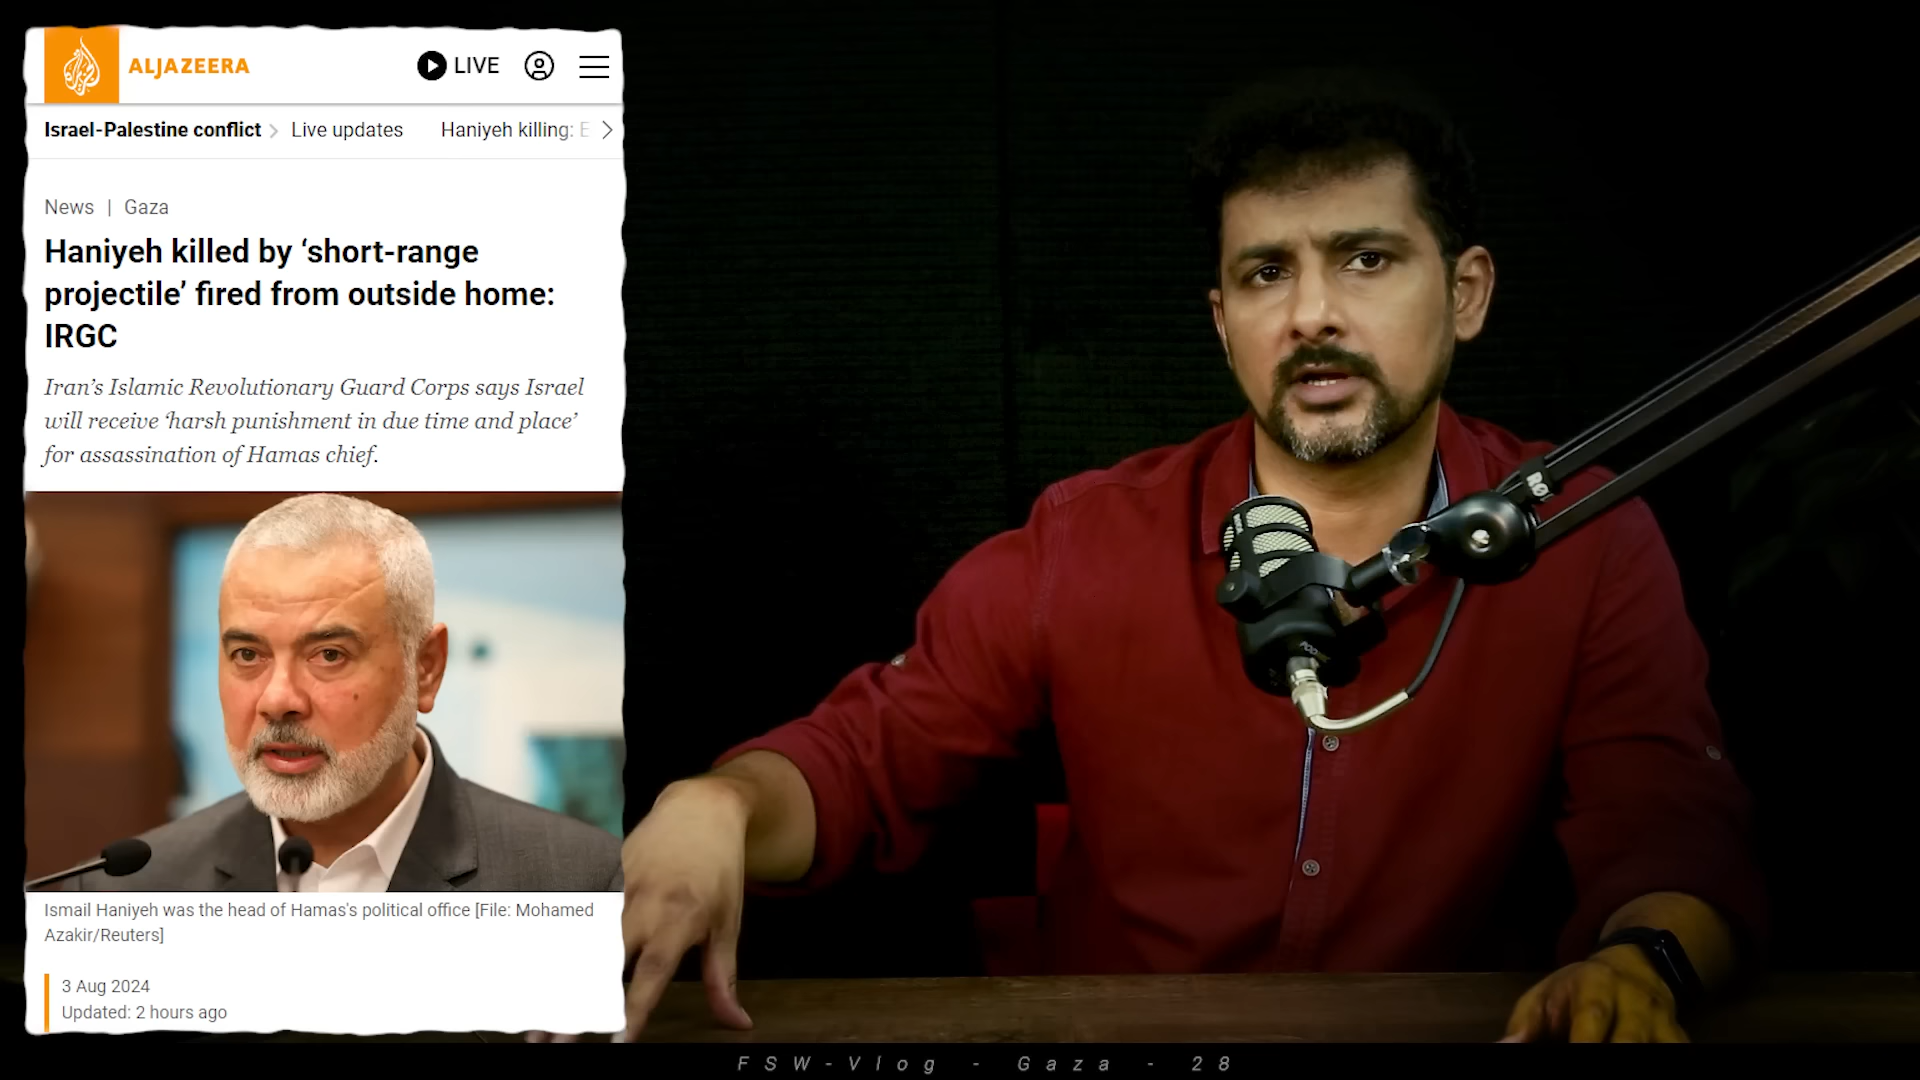 ALJAZEERA
LIVE
Israel-Palestine conflict
Live updates
Haniyeh killing: E
News | Gaza
Haniyeh killed by ‘short-range
projectile’ fired from outside home:
IRGC
Iran’s Islamic Revolutionary Guard Corps says Israel
will receive ‘harsh punishment in due time and place’
for assassination of Hamas chief.
Ismail Haniyeh was the head of Hamas's political office [File: Mohamed
Azakir/Reuters]
3 Aug 2024
Updated: 2 hours ago
FSW-Vlog - Gaza - 28